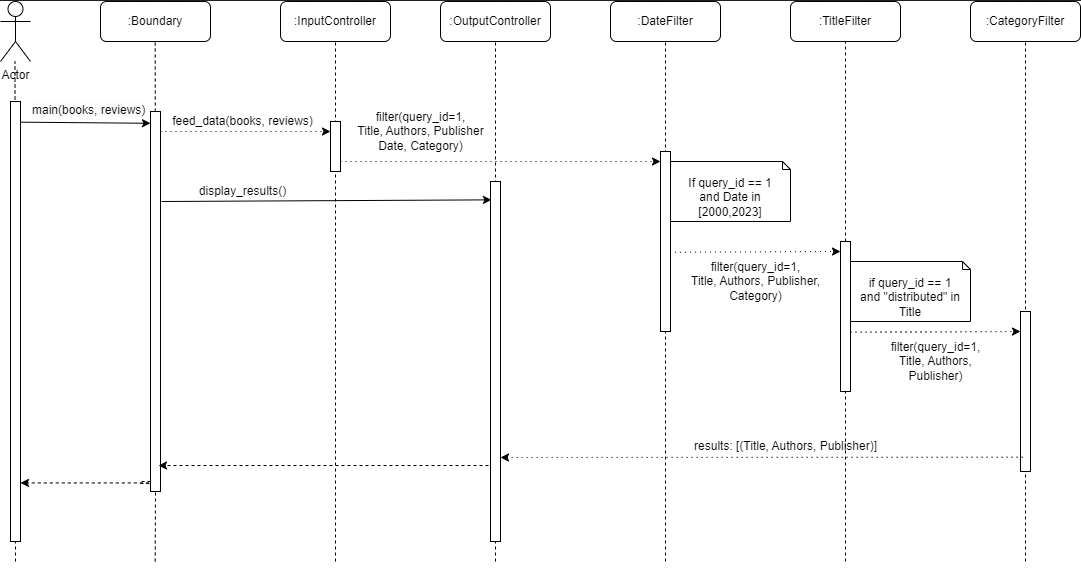 :Boundary
:InputController
:OutputController
:DateFilter
:TitleFilter
:CategoryFilter
Actor
main(books, reviews)
feed_data(books, reviews)
filter(query_id=1,
Title, Authors, Publisher
Date, Category)
display_results()
If query_id == 1
and Date in
[2000,2023]
filter(query_id=1,
Title, Authors, Publisher,
Category)
if query_id == 1
and "distributed" in
Title
filter(query_id=1,
Title, Authors,
Publisher)
results: [(Title, Authors, Publisher)]